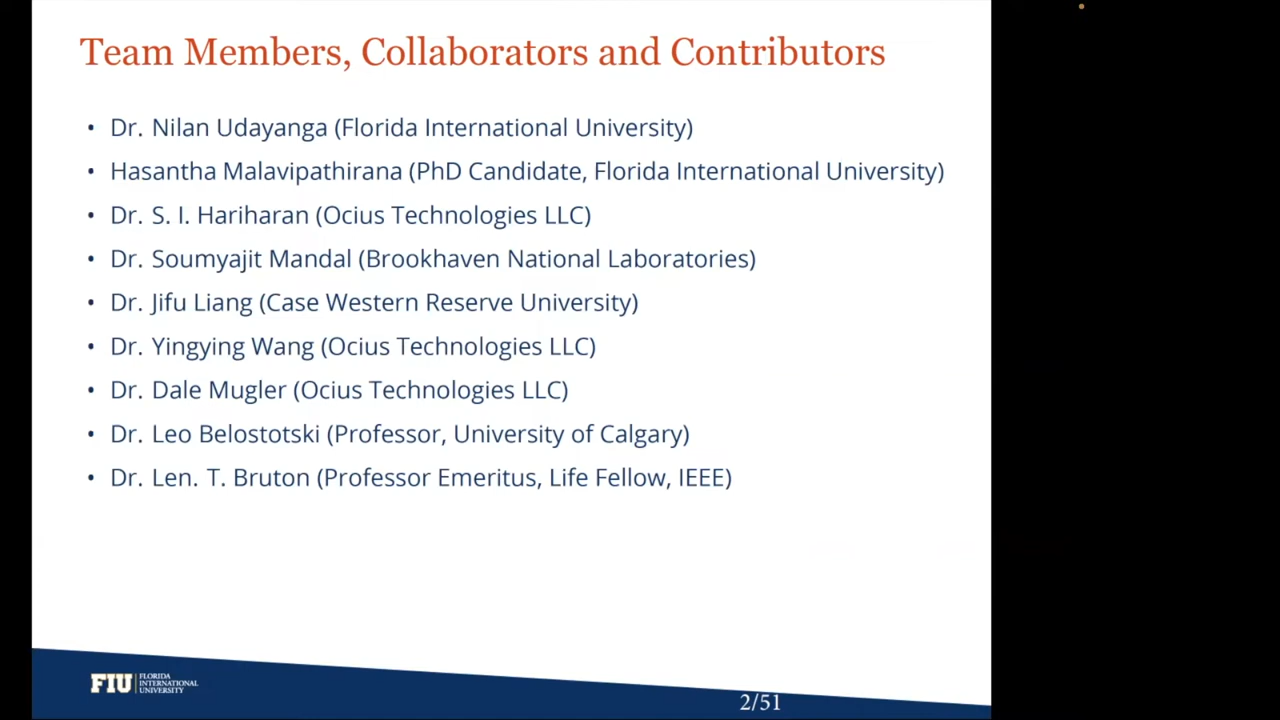 Team Members, Collaborators and Contributors
• Dr. Nilan Udayanga (Florida International University)
• Hasantha Malavipathirana (PhD Candidate, Florida International University)
• Dr. S. I. Hariharan (Ocius Technologies LLC)
• Dr. Soumyajit Mandal (Brookhaven National Laboratories)
• Dr. Jifu Liang (Case Western Reserve University)
• Dr. Yingying Wang (Ocius Technologies LLC)
• Dr. Dale Mugler (Ocius Technologies LLC)
• Dr. Leo Belostotski (Professor, University of Calgary)
• Dr. Len. T. Bruton (Professor Emeritus, Life Fellow, IEEE)
FIU
FLORIDA
INTERNATIONAL
UNIVERSITY
2/51